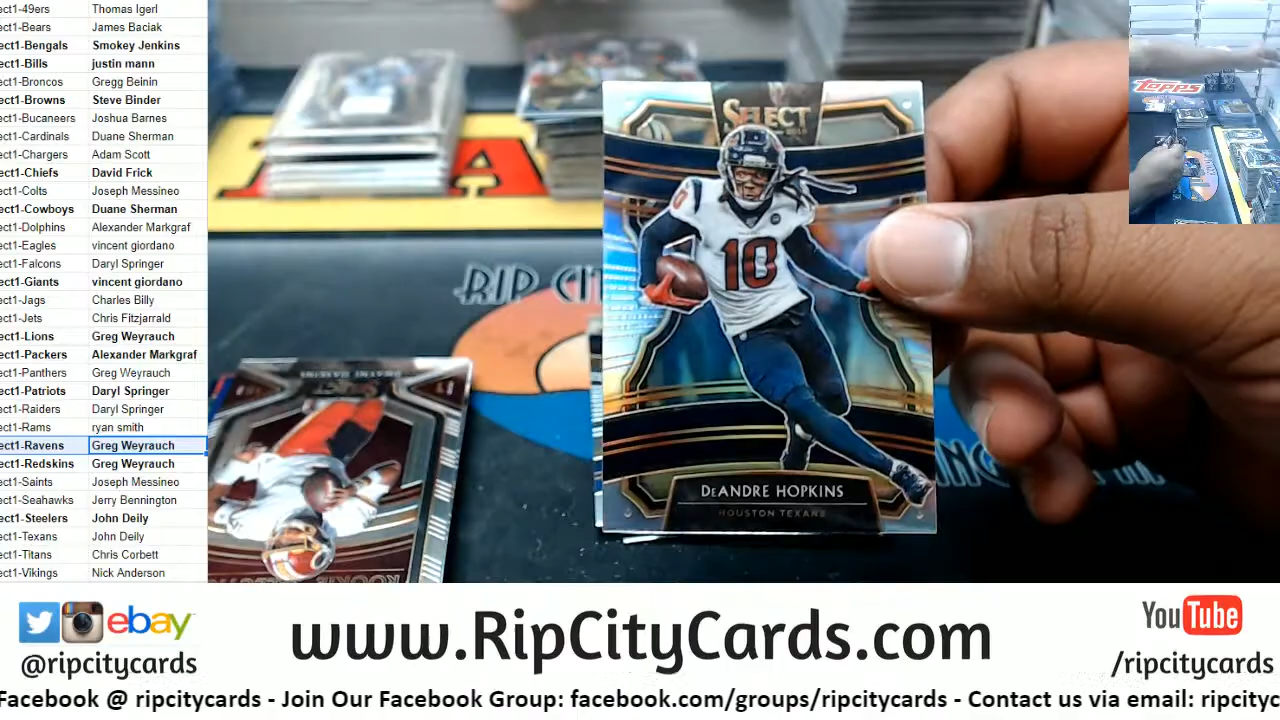 ect1-49ers Thomas Igerl
ect1-Bears James Baciak
ect1-Bengals Smokey Jenkins
ect1-Bills justin mann
ect1-Broncos Gregg Beinin
ect1-Browns Steve Binder
ect1-Bucaneers Joshua Barnes
ect1-Cardinals Duane Sherman
ect1-Chargers Adam Scott
ect1-Chiefs David Frick
ect1-Colts Joseph Messineo
ect1-Cowboys Duane Sherman
ect1-Dolphins Alexander Markgraf
ect1-Eagles vincent giordano
ect1-Falcons Daryl Springer
ect1-Giants vincent giordano
ect1-Jags Charles Billy
ect1-Jets Chris Fitzjarrald
ect1-Lions Greg Weyrauch
ect1-Packers Alexander Markgraf
ect1-Panthers Greg Weyrauch
ect1-Patriots Daryl Springer
ect1-Raiders Daryl Springer
ect1-Rams ryan smith
ect1-Ravens Greg Weyrauch
ect1-Redskins Greg Weyrauch
ect1-Saints Joseph Messineo
ect1-Seahawks Jerry Bennington
ect1-Steelers John Deily
ect1-Texans John Deily
ect1-Titans Chris Corbett
ect1-Vikings Nick Anderson
SELECT
10
DEANDRE HOPKINS
HOUSTON TEXANS
RIP CI
topps
ebay
@ripcitycards
www.RipCityCards.com
YouTube
/ripcitycards
Facebook @ ripcitycards - Join Our Facebook Group: facebook.com/groups/ripcitycards - Contact us via email: ripcityc